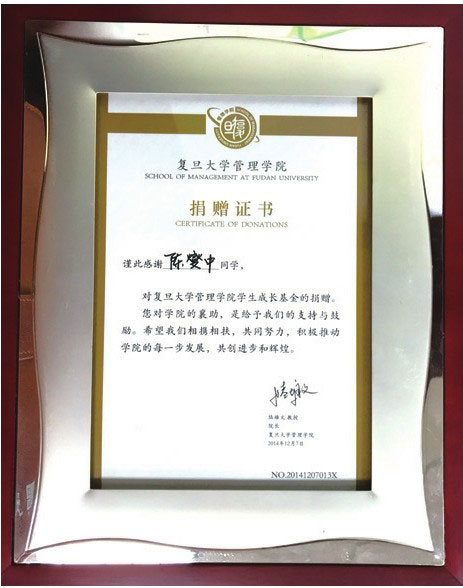 复旦大学管理学院
SCHOOL OF MANAGEMENT AT FUDAN UNIVERSITY
捐赠证书
CERTIFICATE OF DONATIONS
谨此感谢 陈燮中 同学,
对复旦大学管理学院学生成长基金的捐赠。
您对学院的襄助,是给予我们的支持与鼓
励。希望我们相携相扶,共同努力,积极推动
学院的每一步发展,共创进步和辉煌。
陆雄文 教授
院长
复旦大学管理学院
2014年12月7日
NO.20141207013X